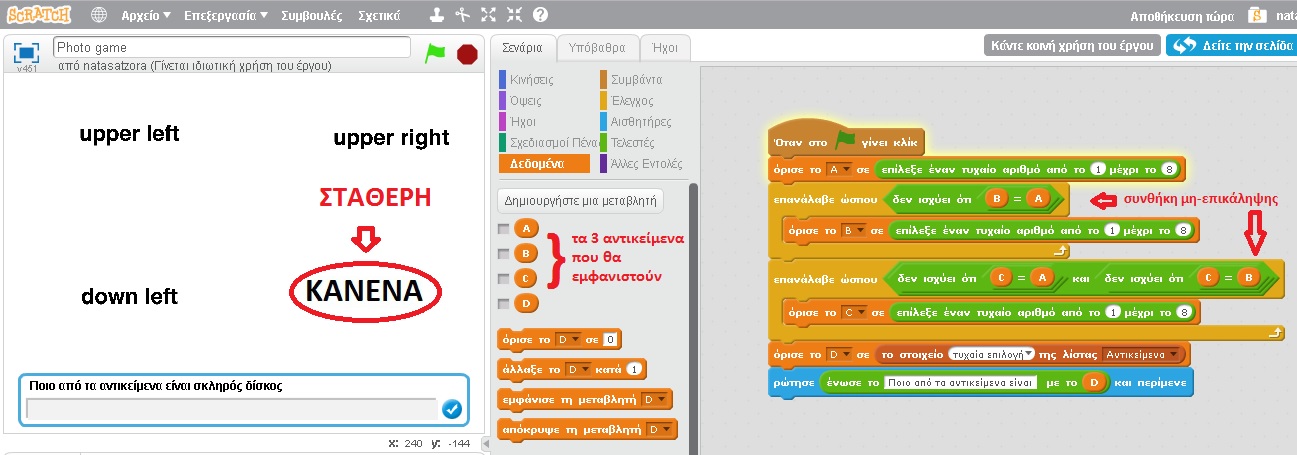 SCRATCH Αρχείο Επεξεργασία Συμβουλές Σχετικά ? Αποθήκευση τώρα S nata
v451 Photo game
από natasatzora (Γίνεται ιδιωτική χρήση του έργου)
Σενάρια Υπόβαθρα Ήχοι
Κάντε κοινή χρήση του έργου Δείτε την σελίδα
upper left
upper right
ΣΤΑΘΕΡΗ
down left
ΚΑΝΕΝΑ
Ποιο από τα αντικείμενα είναι σκληρός δίσκος
x: 240 y: -144
Κινήσεις Συμβάντα
Όψεις Έλεγχος
Ήχοι Αισθητήρες
Σχεδιασμοί Πένας Τελεστές
Δεδομένα Άλλες Εντολές
Δημιουργήστε μια μεταβλητή
A
B
C
D
τα 3 αντικείμενα
που θα
εμφανιστούν
όρισε το D σε 0
άλλαξε το D κατά 1
εμφάνισε τη μεταβλητή D
απόκρυψε τη μεταβλητή D
Όταν στο γίνει κλίκ
όρισε το A σε επίλεξε έναν τυχαίο αριθμό από το 1 μέχρι το 8
επανάλαβε ώσπου δεν ισχύει ότι B = A
συνθήκη μη-επικάληψης
όρισε το B σε επίλεξε έναν τυχαίο αριθμό από το 1 μέχρι το 8
επανάλαβε ώσπου δεν ισχύει ότι C = A και δεν ισχύει ότι C = B
όρισε το C σε επίλεξε έναν τυχαίο αριθμό από το 1 μέχρι το 8
όρισε το D σε το στοιχείο τυχαία επιλογή της λίστας Αντικείμενα
ρώτησε ένωσε το Ποιο από τα αντικείμενα είναι με το D και περίμενε